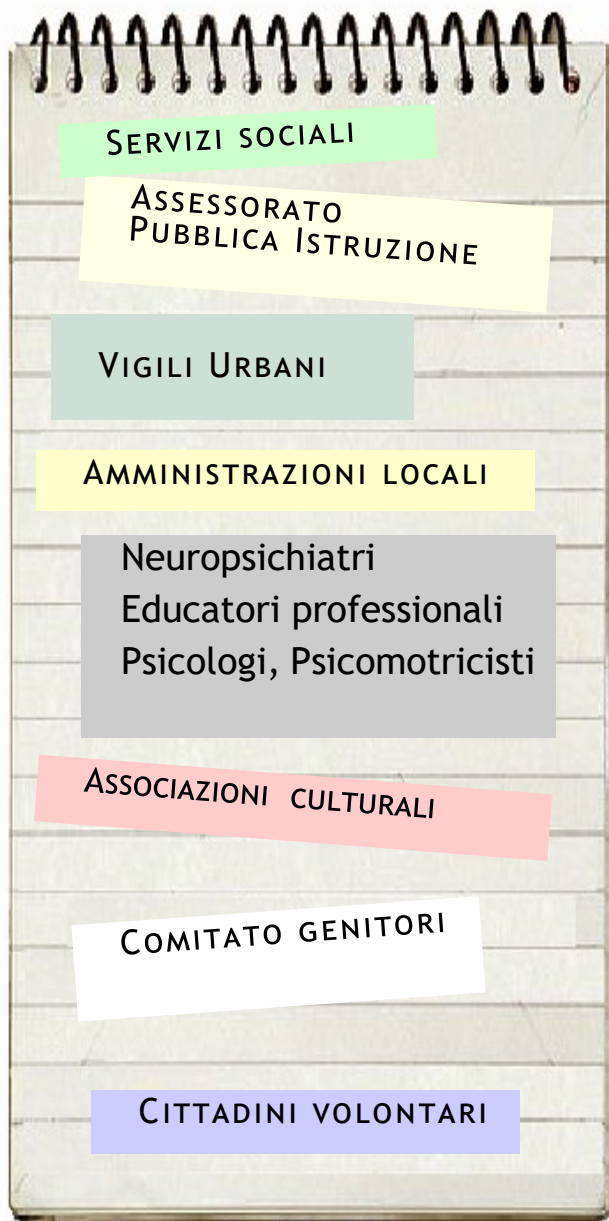 Servizi sociali
Assessorato
Pubblica Istruzione
Vigili Urbani
Amministrazioni locali
Neuropsichiatri
Educatori professionali
Psicologi, Psicomotricisti
Associazioni culturali
Comitato genitori
Cittadini volontari